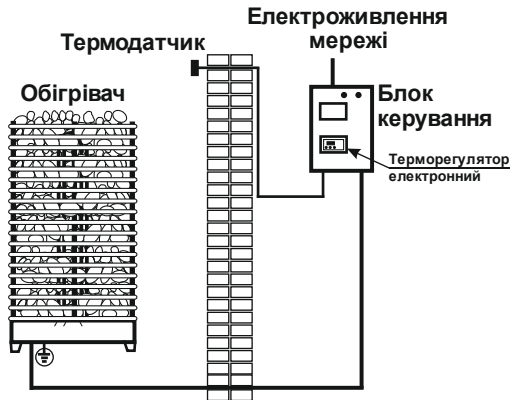 Електроживлення
мережі
Термодатчик
Обігрівач
Блок
керування
Терморегулятор
електронний